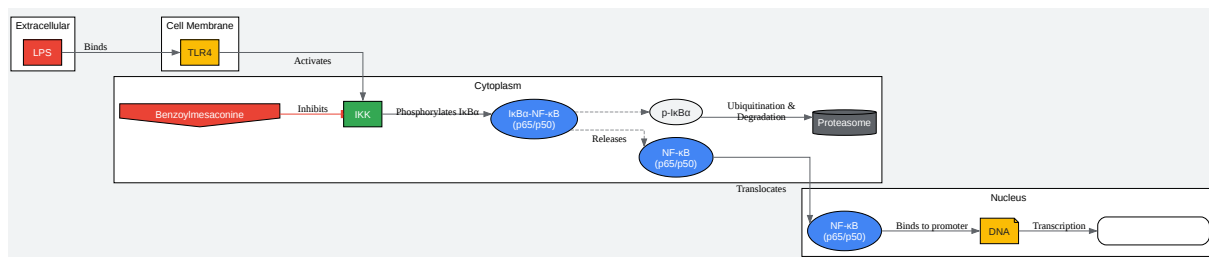 Extracellular
LPS
Binds
Cell Membrane
TLR4
Activates
Cytoplasm
Benzoylmesaconine
Inhibits
IKK
Phosphorylates IκBα
IκBα-NF-κB
(p65/p50)
Releases
p-IκBα
NF-κB
(p65/p50)
Ubiquitination &
Degradation
Proteasome
Translocates
Nucleus
NF-κB
(p65/p50)
Binds to promoter
DNA
Transcription